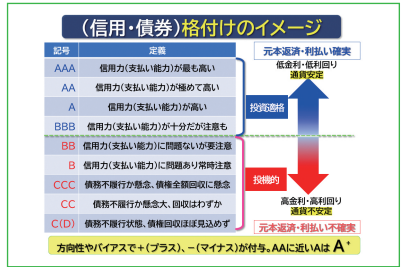 （信用・債券）格付けのイメージ
記号 定義
AAA 信用力（支払い能力）が最も高い
AA 信用力（支払い能力）が極めて高い
A 信用力（支払い能力）が高い
BBB 信用力（支払い能力）が十分だが注意も
BB 信用力（支払い能力）に問題ないが要注意
B 信用力（支払い能力）に問題あり常時注意
CCC 債務不履行か懸念、債権全額回収に懸念
CC 債務不履行か懸念大、回収はわずか
C（D） 債務不履行状態、債権回収ほぼ見込めず
元本返済・利払い確実
低金利・低利回り
通貨安定
投資適格
投機的
高金利・高利回り
通貨不安定
元本返済・利払い不確実
方向性やバイアスで＋（プラス）、－（マイナス）が付与。AAに近いAは A⁺